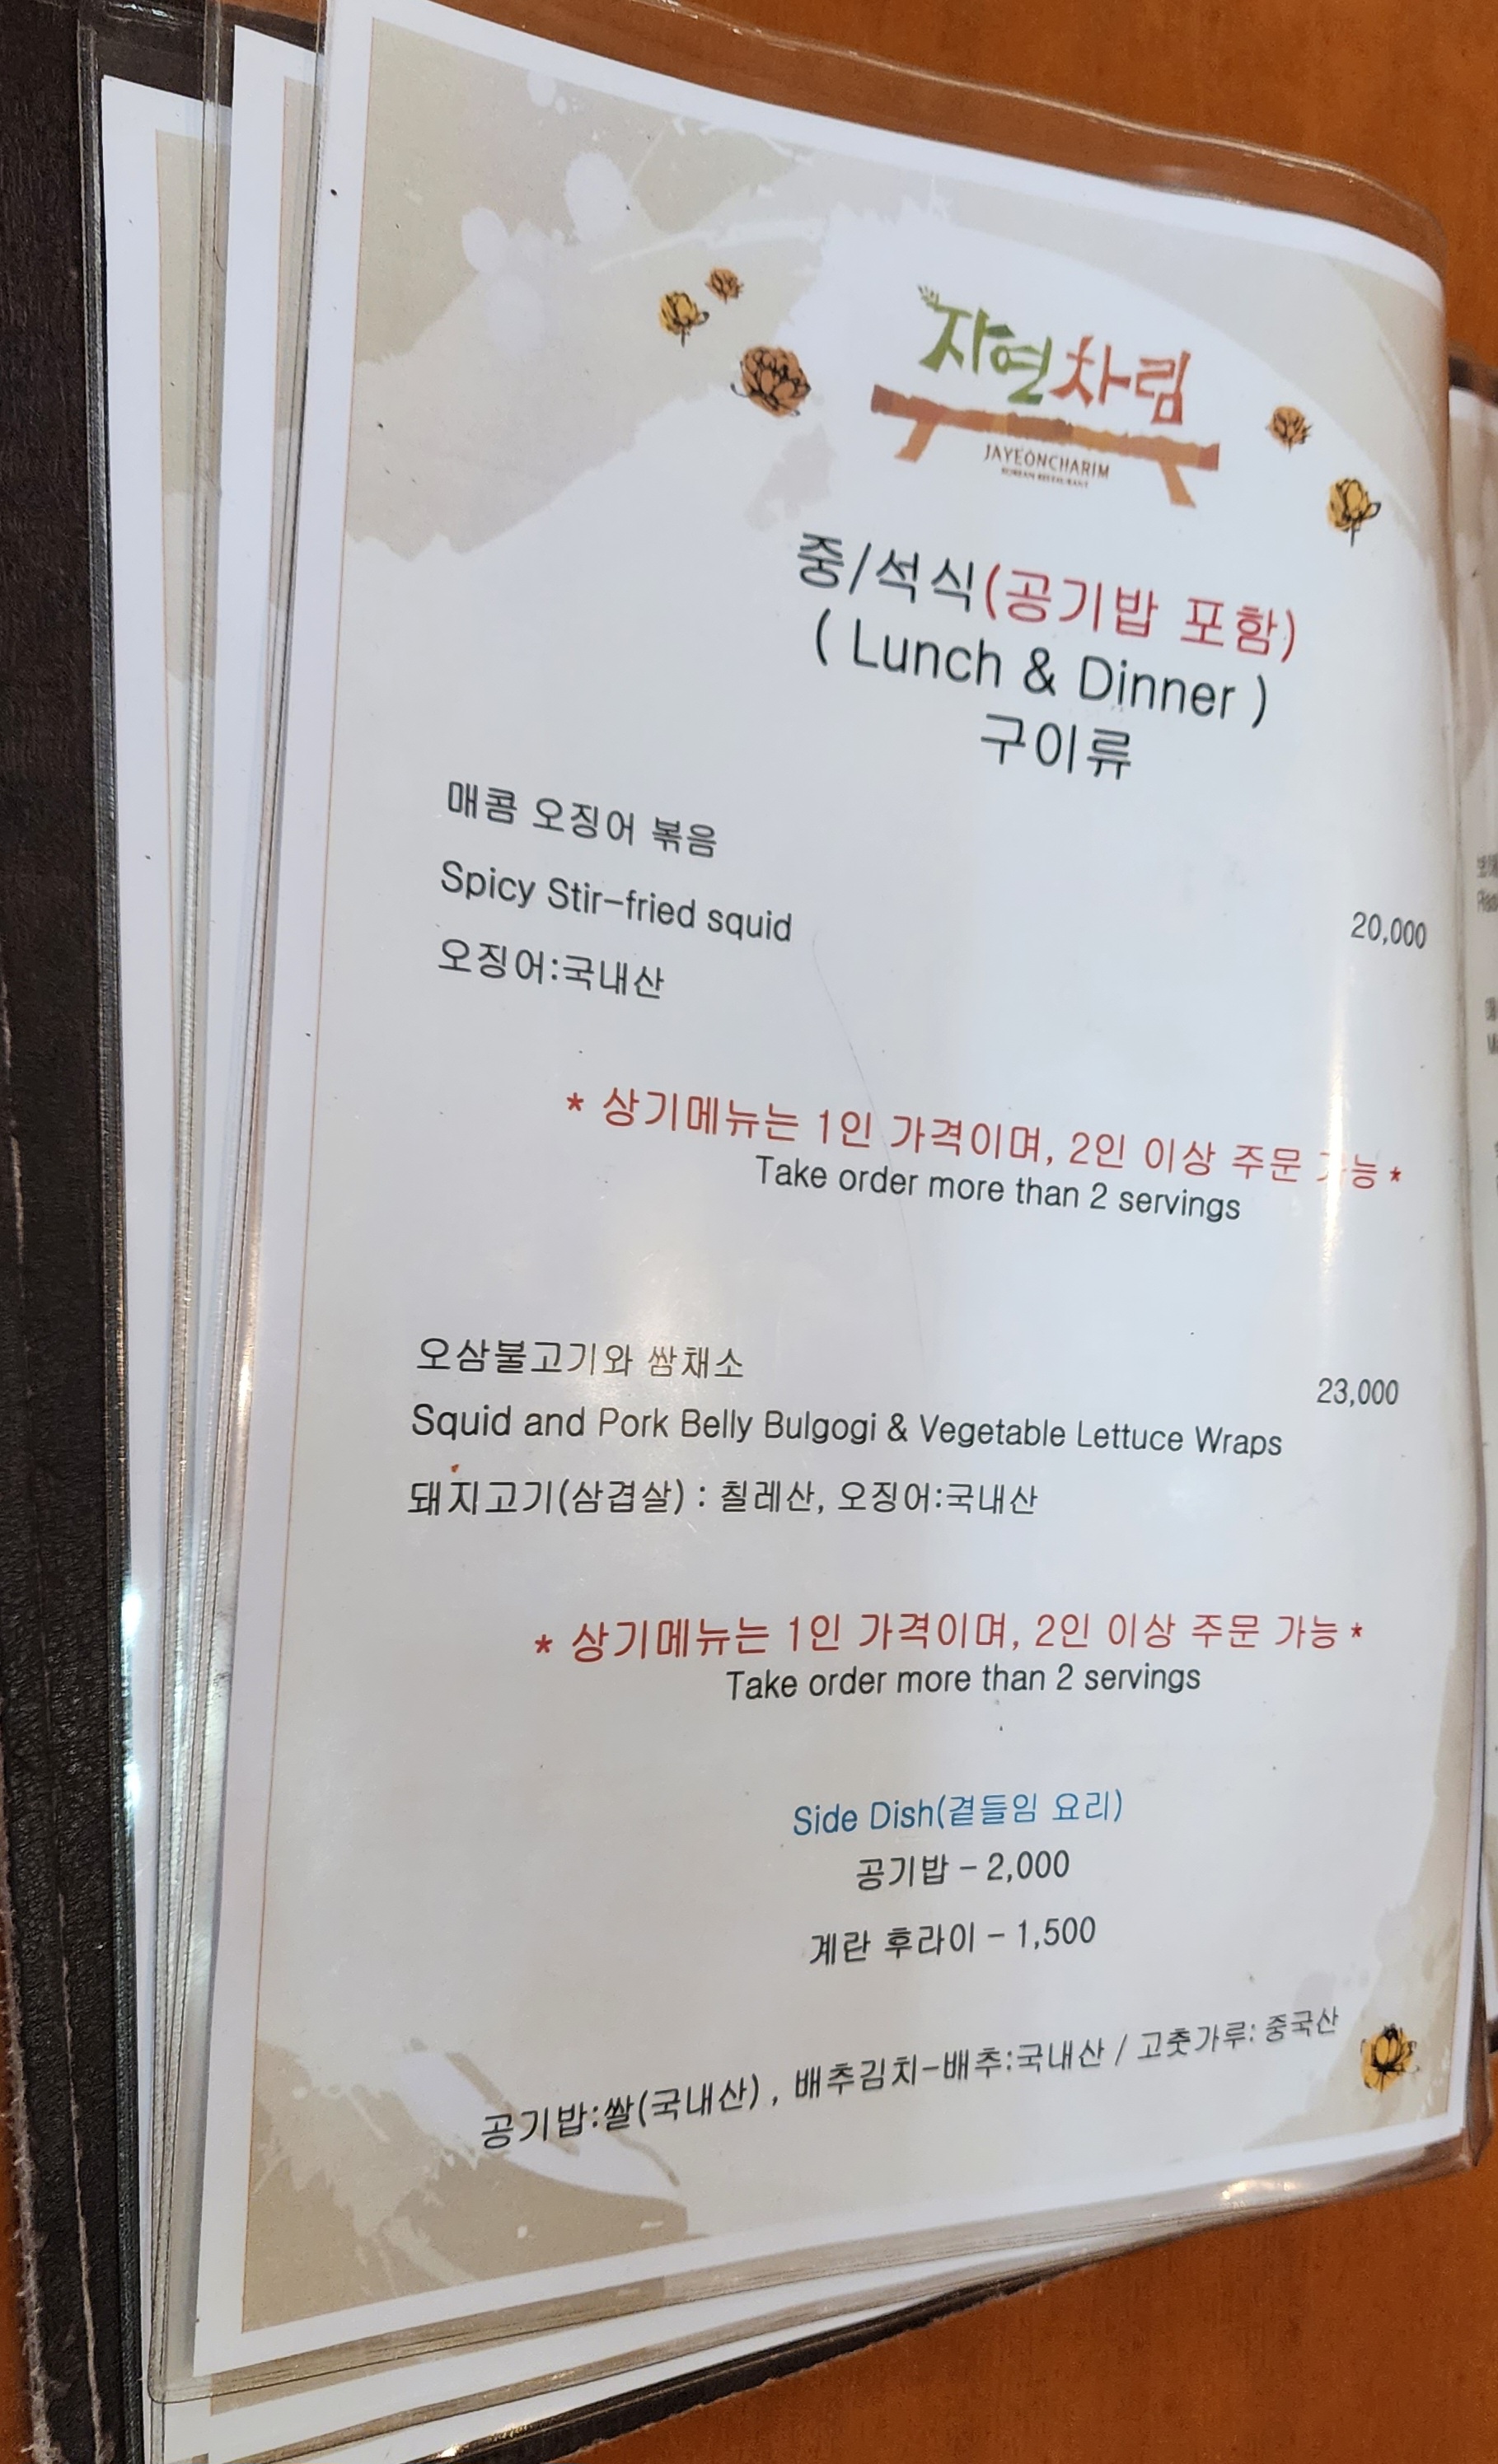 자연차림
JAYEONCHARIM
KOREAN RESTAURANT
중/석식(공기밥 포함)
( Lunch & Dinner )
구이류
매콤 오징어 볶음
Spicy Stir-fried squid
20,000
오징어:국내산
* 상기메뉴는 1인 가격이며, 2인 이상 주문 가능*
Take order more than 2 servings
오삼불고기와 쌈채소
23,000
Squid and Pork Belly Bulgogi & Vegetable Lettuce Wraps
돼지고기(삼겹살) : 칠레산, 오징어:국내산
* 상기메뉴는 1인 가격이며, 2인 이상 주문 가능*
Take order more than 2 servings
Side Dish(곁들임 요리)
공기밥 - 2,000
계란 후라이 - 1,500
공기밥:쌀(국내산) , 배추김치-배추:국내산 / 고춧가루: 중국산